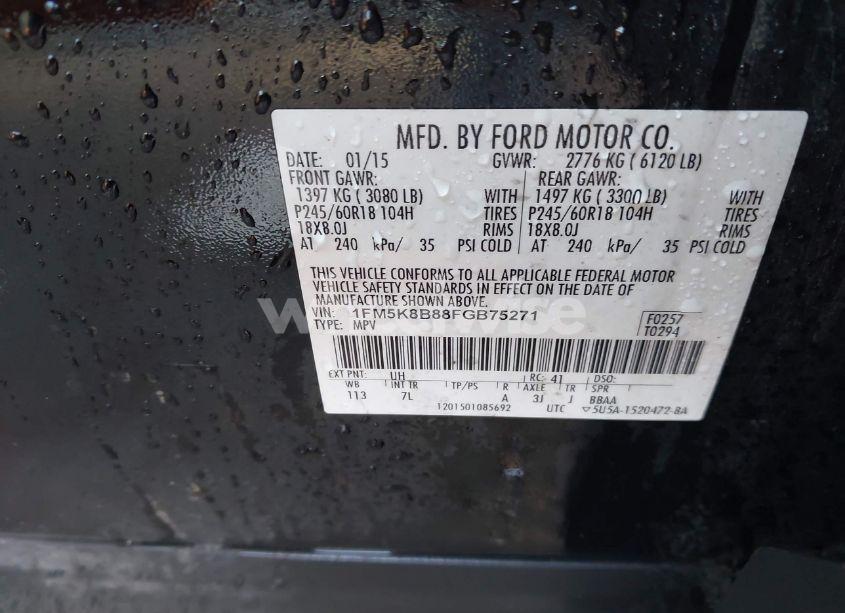 MFD. BY FORD MOTOR CO.
DATE: 01/15 GVWR: 2776 KG ( 6120 LB)
FRONT GAWR: REAR GAWR:
1397 KG ( 3080 LB) WITH 1497 KG ( 3300 LB) WITH
P245/60R18 104H TIRES P245/60R18 104H TIRES
18X8.0J RIMS 18X8.0J RIMS
AT 240 kPa/ 35 PSI COLD AT 240 kPa/ 35 PSI COLD
THIS VEHICLE CONFORMS TO ALL APPLICABLE FEDERAL MOTOR
VEHICLE SAFETY STANDARDS IN EFFECT ON THE DATE OF
MANUFACTURE SHOWN ABOVE.
VIN: 1FM5K8B88FGB75271 F0257
TYPE: MPV T0294
EXT PNT: UH RC: 41 DSO:
WB INT TR TP/PS R AXLE TR SPR
113 7L A 3J J BBAA
1201501085692 UTC ▽5U5A-1520472-8A